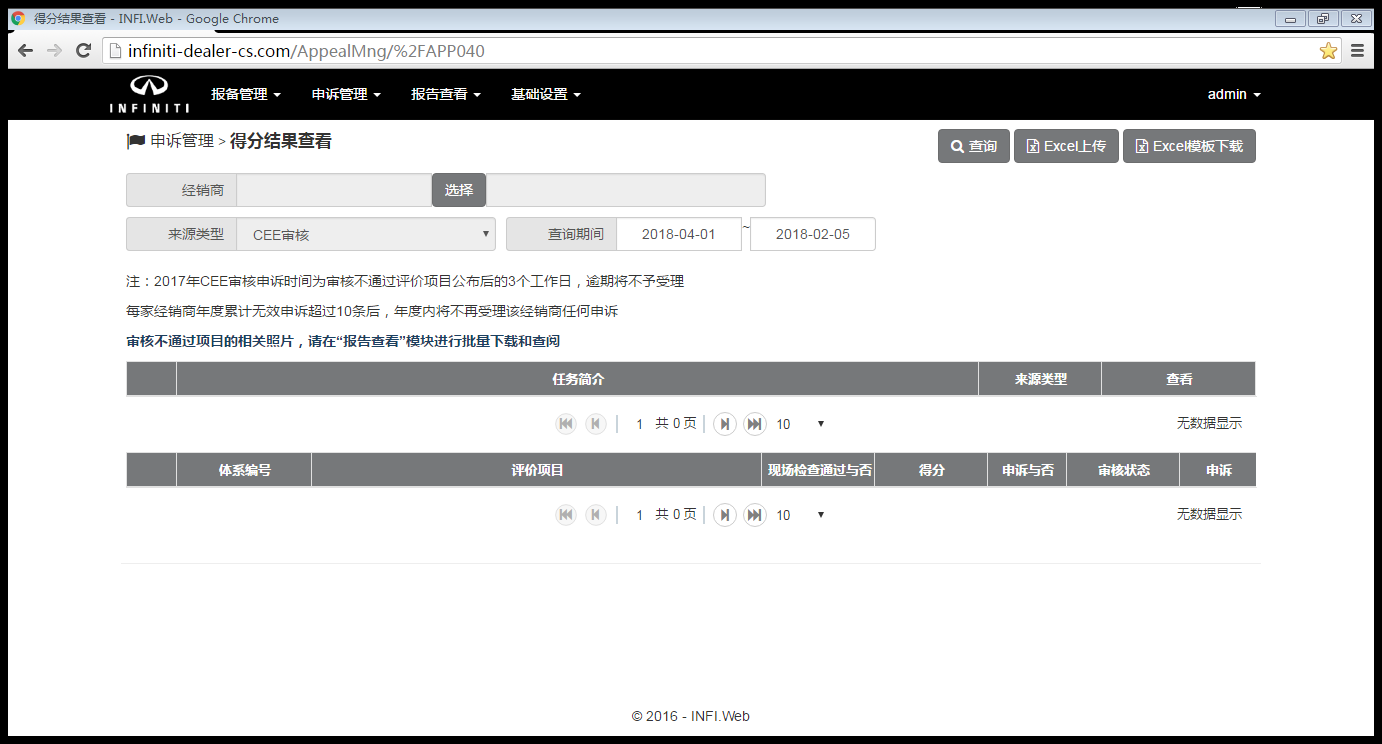 得分结果查看 - INFI.Web - Google Chrome
infiniti-dealer-cs.com/AppealMng/%2FAPP040
INFINITI 报备管理 申诉管理 报告查看 基础设置 admin
申诉管理 > 得分结果查看 查询 Excel上传 Excel模板下载
经销商 选择
来源类型 CEE审核 查询期间 2018-04-01 ~ 2018-02-05
注：2017年CEE审核申诉时间为审核不通过评价项目公布后的3个工作日，逾期将不予受理
每家经销商年度累计无效申诉超过10条后，年度内将不再受理该经销商任何申诉
审核不通过项目的相关照片，请在“报告查看”模块进行批量下载和查阅
任务简介 来源类型 查看
1 共 0 页 10 无数据显示
体系编号 评价项目 现场检查通过与否 得分 申诉与否 审核状态 申诉
1 共 0 页 10 无数据显示
© 2016 - INFI.Web